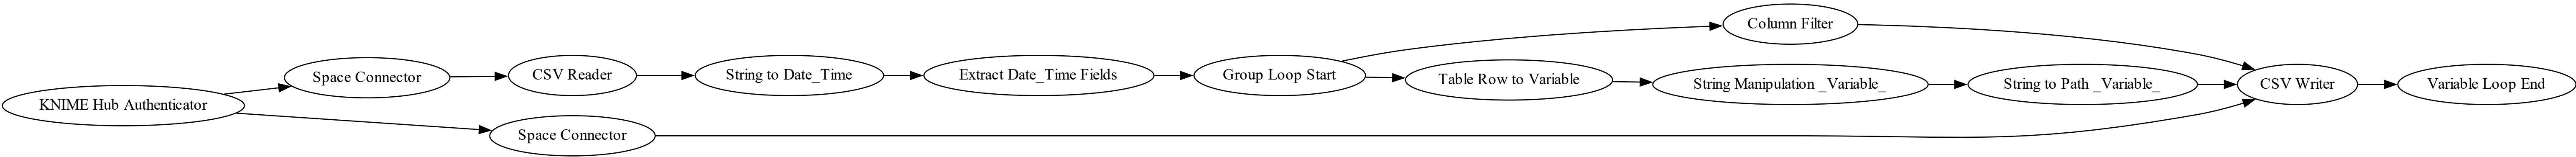 KNIME Hub Authenticator
Space Connector
Space Connector
CSV Reader
String to Date_Time
Extract Date_Time Fields
Group Loop Start
Column Filter
Table Row to Variable
String Manipulation _Variable_
String to Path _Variable_
CSV Writer
Variable Loop End